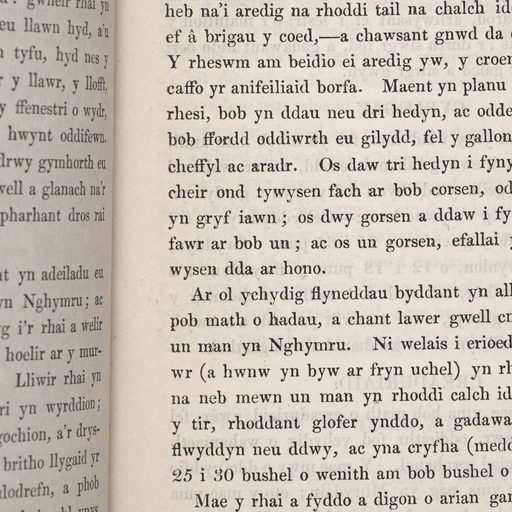 gwneir rhai yn
eu llawn hyd, a'u
tyfu, hyd nes y
y llawr, y llofft,
y ffenestri o wydr,
hwynt oddifewn.
drwy gymhorth eu
well a glanach na'r
pharhant dros rai
yn adeiladu eu
yn Nghymru; ac
i'r rhai a welir
hoelir ar y mur-
Lliwir rhai yn
yn wyrddion;
gochion, a'r drys-
britho llygaid yr
dodrefn, a phob
heb na'i aredig na rhoddi tail na chalch id
ef â brigau y coed,—a chawsant gnwd da
Y rheswm am beidio ei aredig yw, y croen
caffo yr anifeiliaid borfa. Maent yn planu
rhesi, bob yn ddau neu dri hedyn, ac odde
bob ffordd oddiwrth eu gilydd, fel y gallon
cheffyl ac aradr. Os daw tri hedyn i fyny
cheir ond tywysen fach ar bob corsen, od
yn gryf iawn; os dwy gorsen a ddaw i fy
fawr ar bob un; ac os un gorsen, efallai
wysen dda ar hono.
Ar ol ychydig flyneddau byddant yn all
pob math o hadau, a chant lawer gwell cn
un man yn Nghymru. Ni welais i erioed
wr (a hwnw yn byw ar fryn uchel) yn rh
na neb mewn un man yn rhoddi calch id
y tir, rhoddant glofer ynddo, a gadawa
flwyddyn neu ddwy, ac yna cryfha (medd
25 i 30 bushel o wenith am bob bushel o
Mae y rhai a fyddo a digon o arian gan